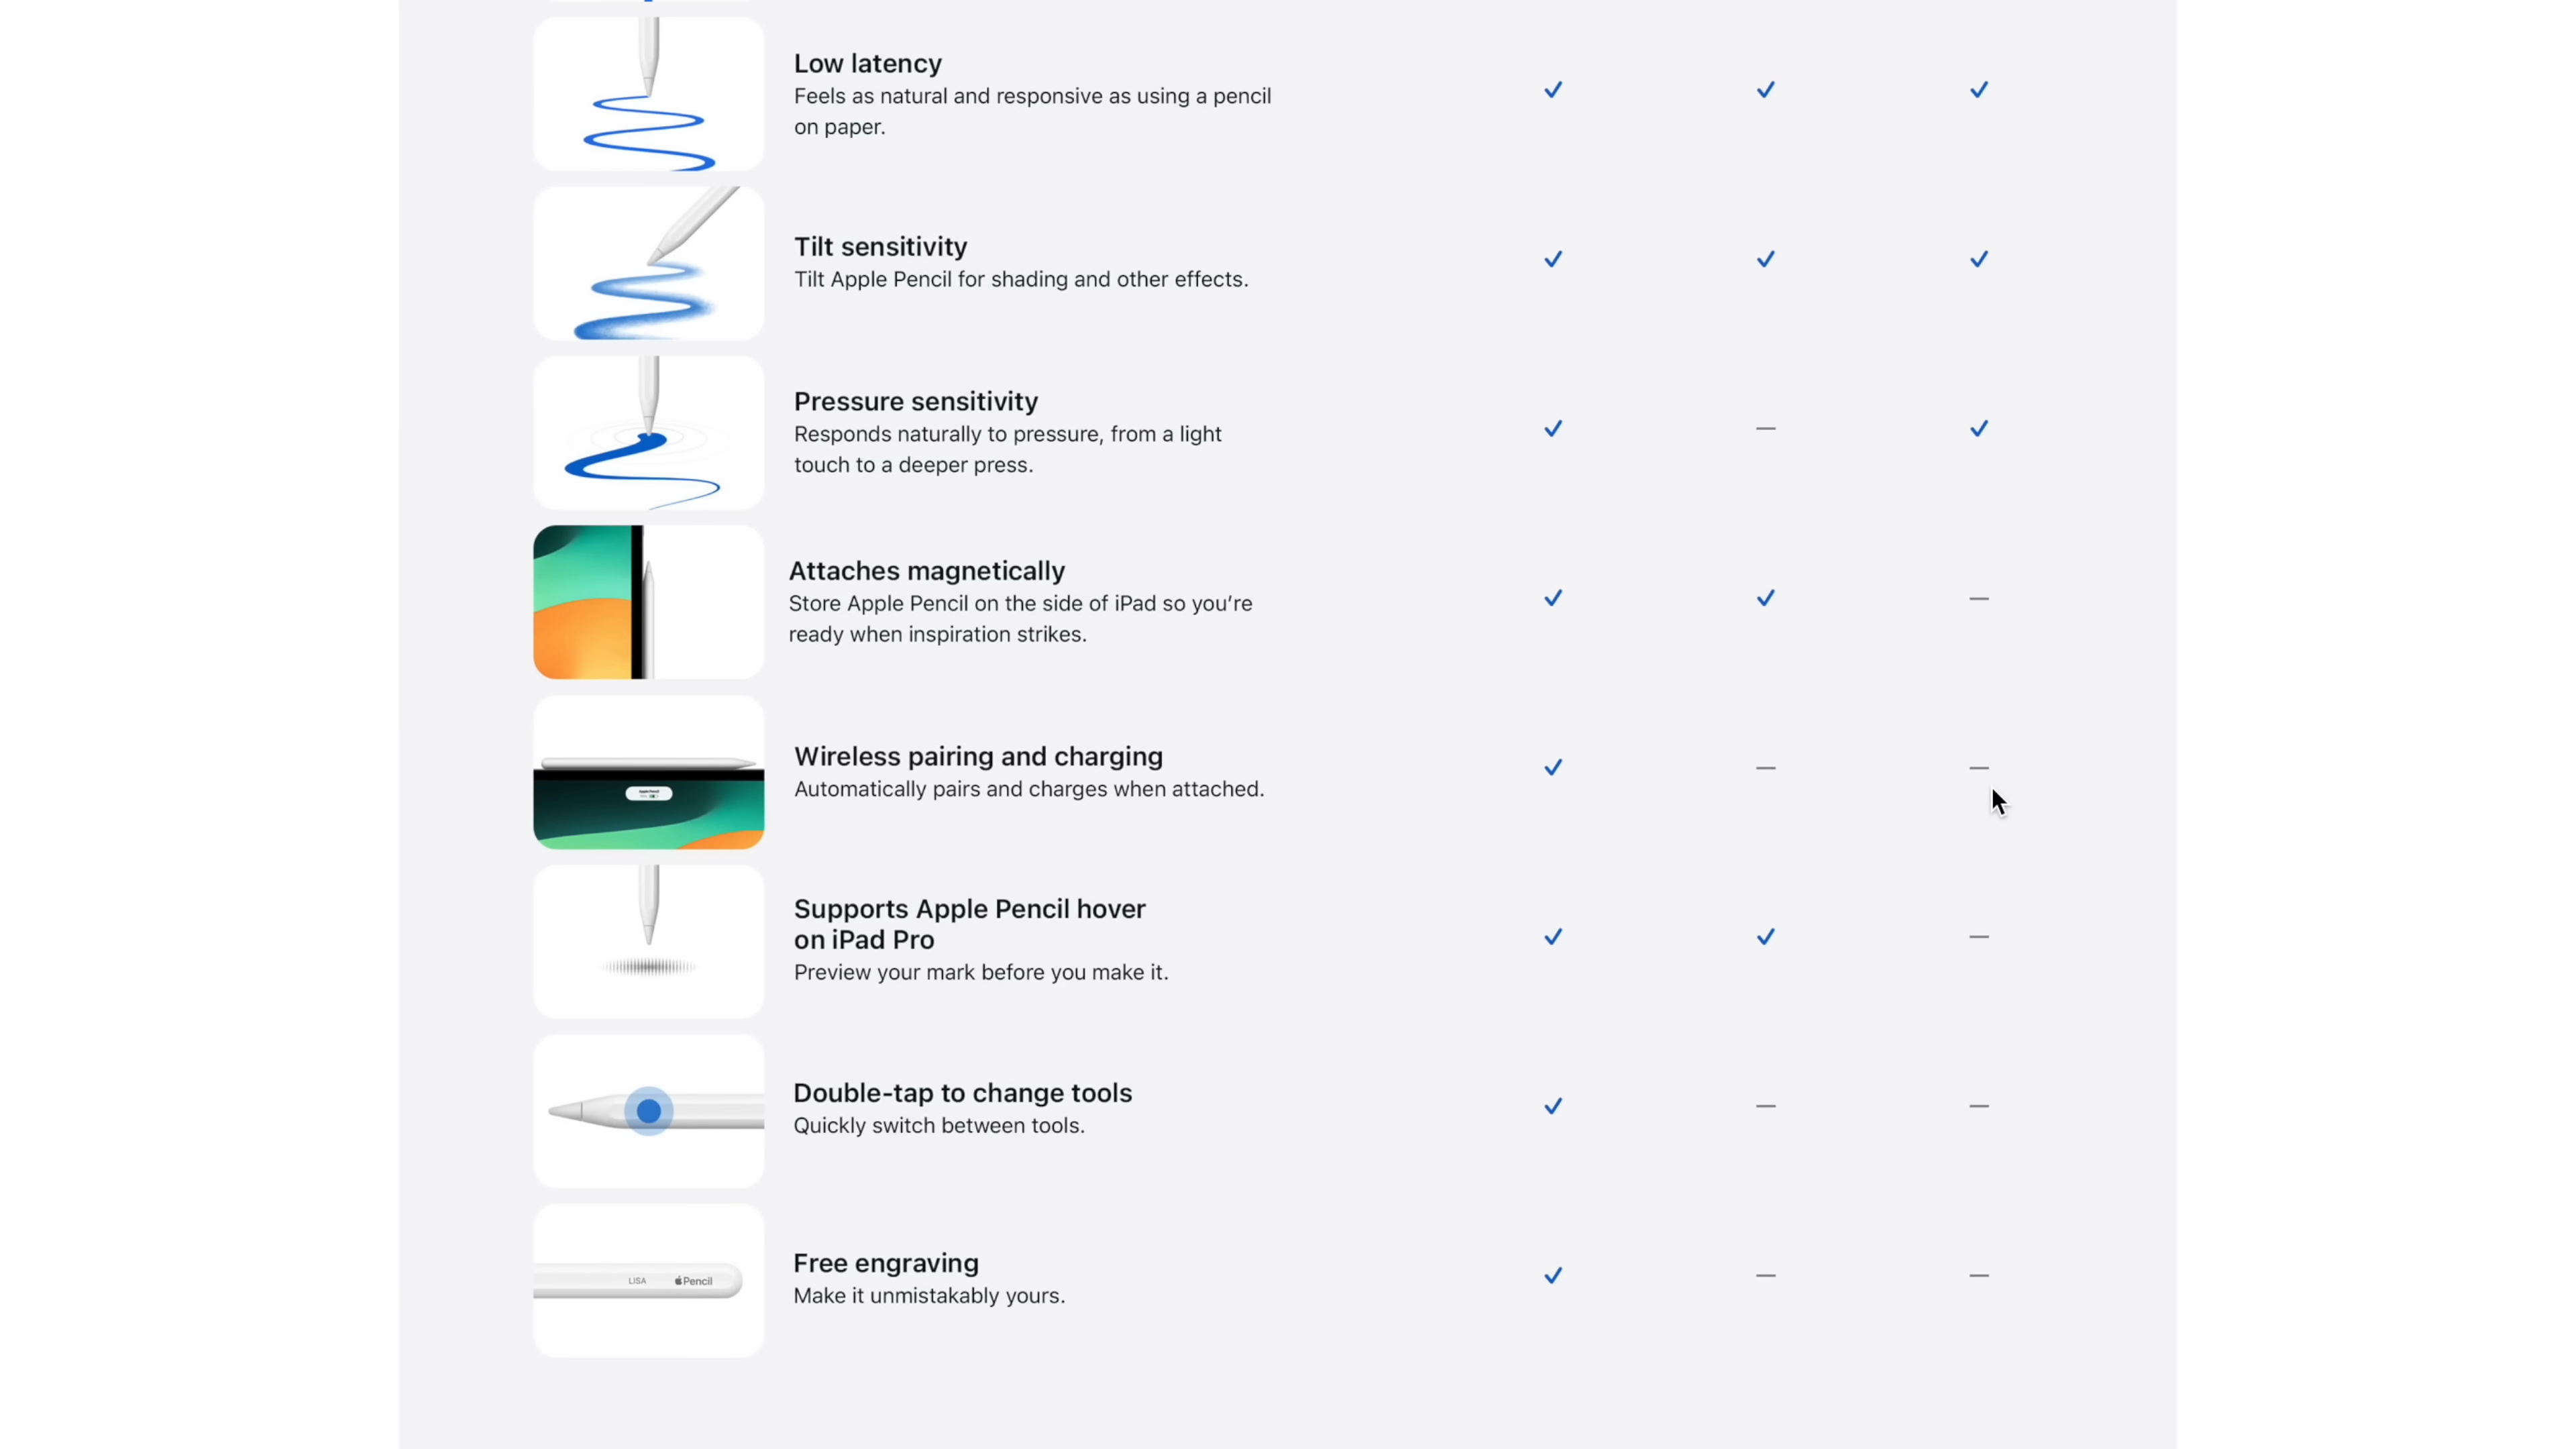 Low latency
Feels as natural and responsive as using a pencil
on paper.
Tilt sensitivity
Tilt Apple Pencil for shading and other effects.
Pressure sensitivity
Responds naturally to pressure, from a light
touch to a deeper press.
Attaches magnetically
Store Apple Pencil on the side of iPad so you’re
ready when inspiration strikes.
Wireless pairing and charging
Automatically pairs and charges when attached.
Supports Apple Pencil hover
on iPad Pro
Preview your mark before you make it.
Double-tap to change tools
Quickly switch between tools.
LISA Pencil
Free engraving
Make it unmistakably yours.